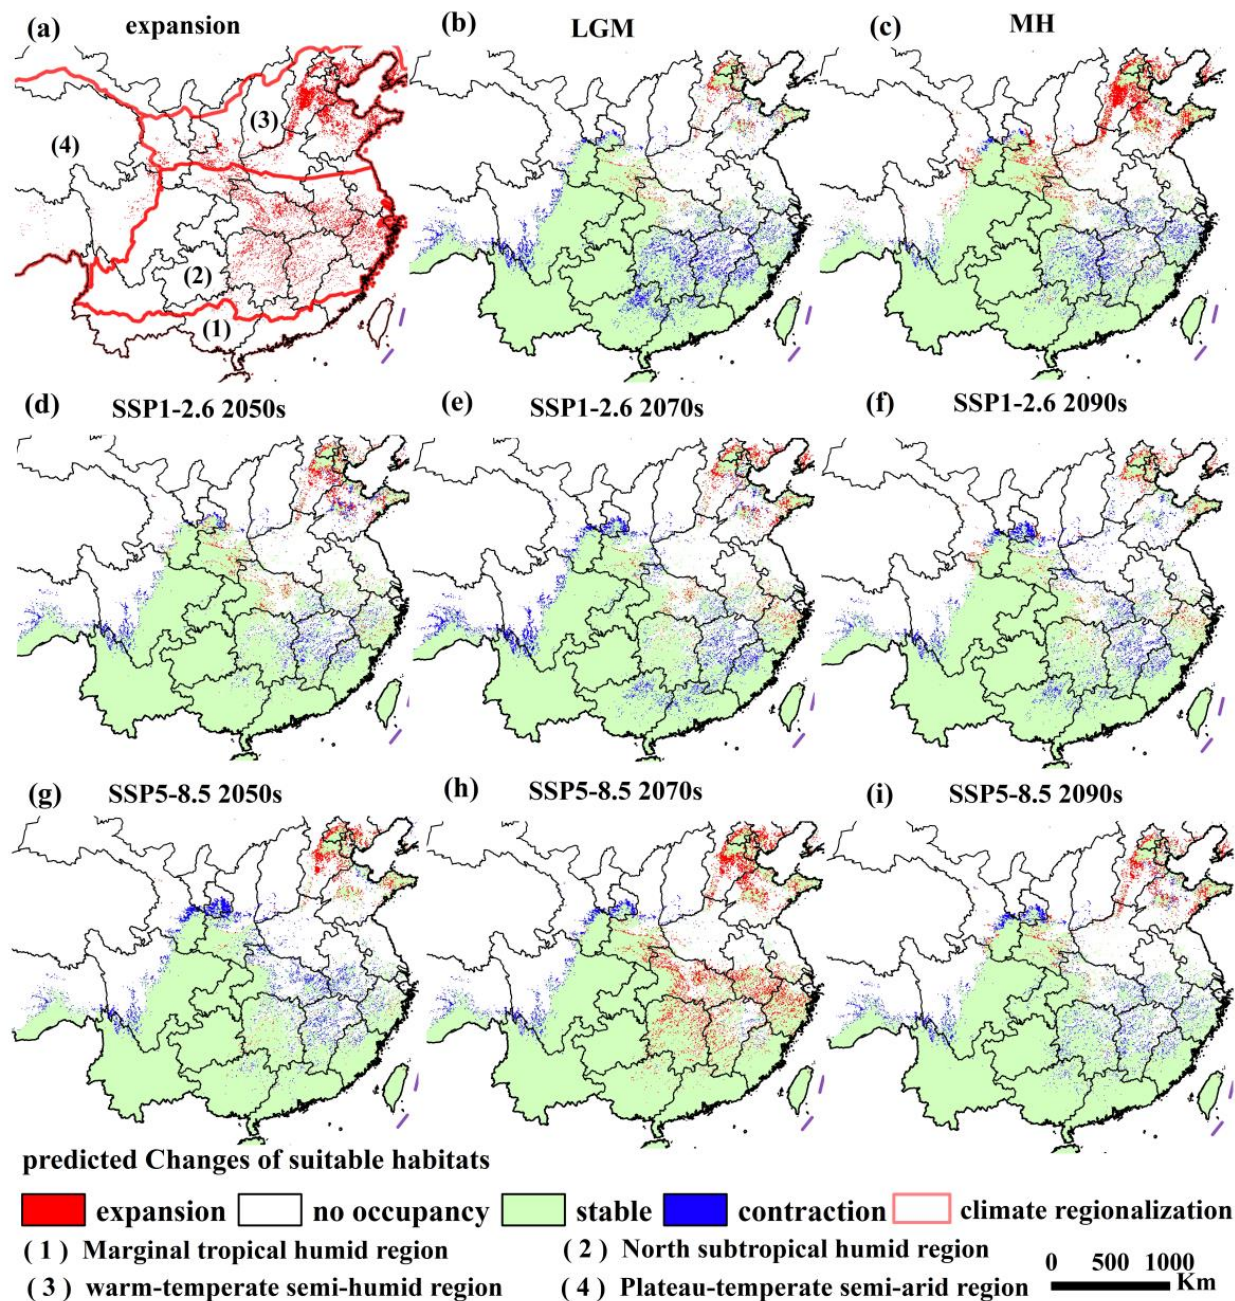 (a) expansion (b) LGM (c) MH
(3)
(4)
(2)
(1)
(d) SSP1-2.6 2050s (e) SSP1-2.6 2070s (f) SSP1-2.6 2090s
(g) SSP5-8.5 2050s (h) SSP5-8.5 2070s (i) SSP5-8.5 2090s
predicted Changes of suitable habitats
expansion no occupancy stable contraction climate regionalization
( 1 ) Marginal tropical humid region ( 2 ) North subtropical humid region
( 3 ) warm-temperate semi-humid region ( 4 ) Plateau-temperate semi-arid region
0 500 1000
Km